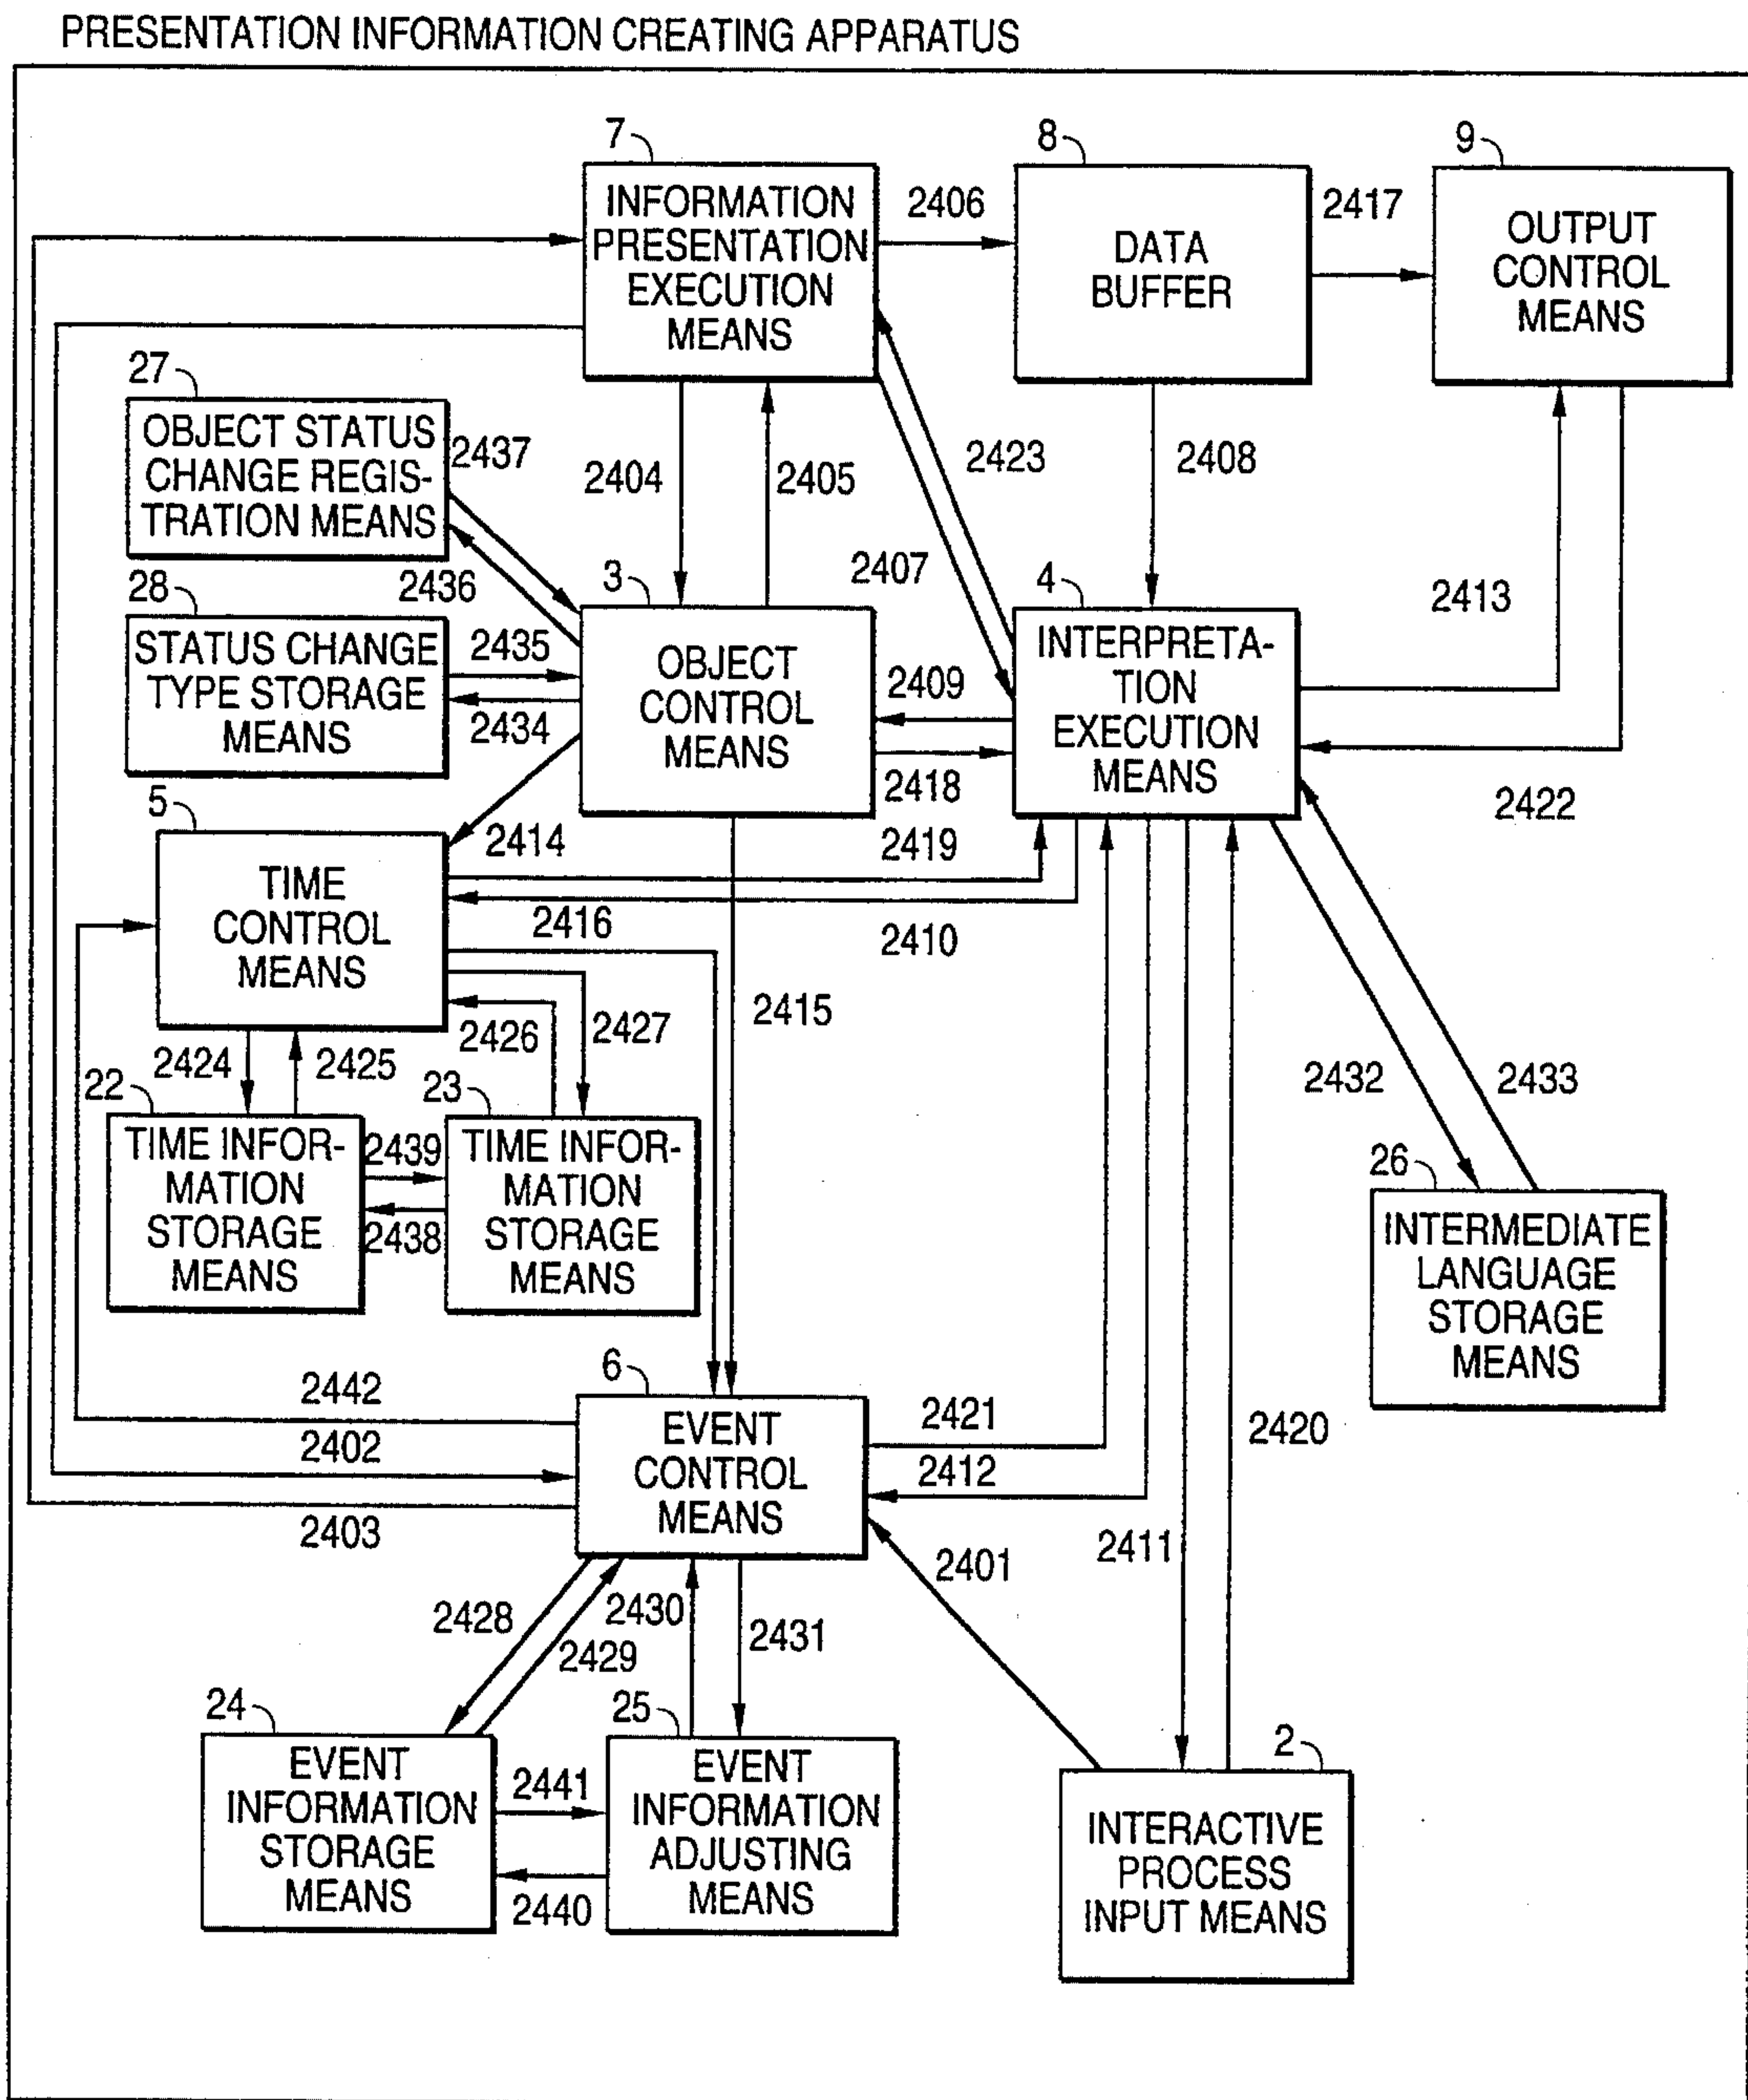 PRESENTATION INFORMATION CREATING APPARATUS
7
INFORMATION
PRESENTATION
EXECUTION
MEANS
2406
8
DATA
BUFFER
2417
9
OUTPUT
CONTROL
MEANS
27
OBJECT STATUS
CHANGE REGIS-
TRATION MEANS
2437
2436
2404
2405
2423
2407
2408
28
STATUS CHANGE
TYPE STORAGE
MEANS
2435
2434
3
OBJECT
CONTROL
MEANS
2409
2418
4
INTERPRETA-
TION
EXECUTION
MEANS
2413
2422
5
TIME
CONTROL
MEANS
2414
2419
2416
2410
2415
2424
2425
2426
2427
22
TIME INFOR-
MATION
STORAGE
MEANS
2439
2438
23
TIME INFOR-
MATION
STORAGE
MEANS
2432
2433
26
INTERMEDIATE
LANGUAGE
STORAGE
MEANS
2442
2402
2403
6
EVENT
CONTROL
MEANS
2421
2412
2420
2411
2401
2428
2429
2430
2431
24
EVENT
INFORMATION
STORAGE
MEANS
2441
2440
25
EVENT
INFORMATION
ADJUSTING
MEANS
2
INTERACTIVE
PROCESS
INPUT MEANS